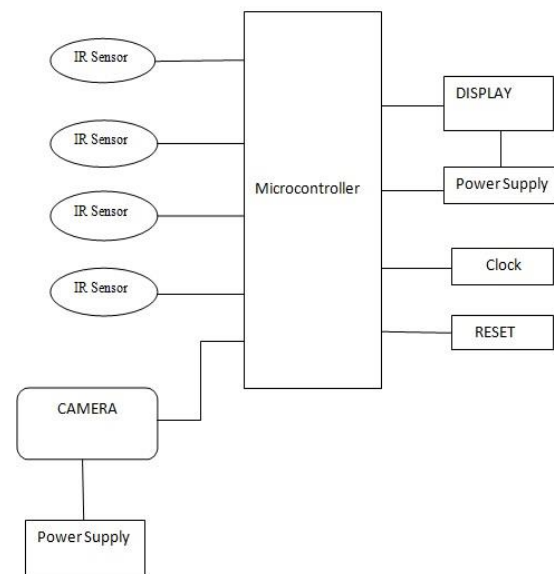 IR Sensor
IR Sensor
IR Sensor
IR Sensor
CAMERA
Power Supply
Microcontroller
DISPLAY
Power Supply
Clock
RESET